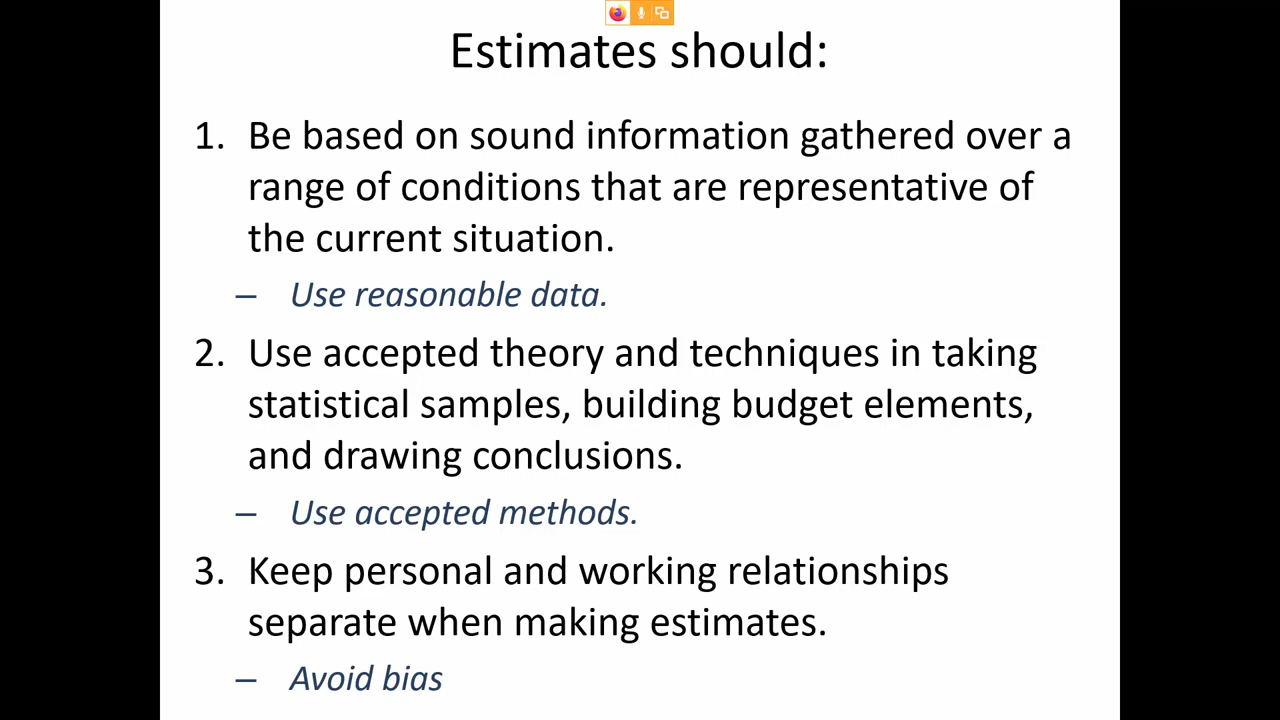 Estimates should:
1. Be based on sound information gathered over a
range of conditions that are representative of
the current situation.
– Use reasonable data.
2. Use accepted theory and techniques in taking
statistical samples, building budget elements,
and drawing conclusions.
– Use accepted methods.
3. Keep personal and working relationships
separate when making estimates.
– Avoid bias